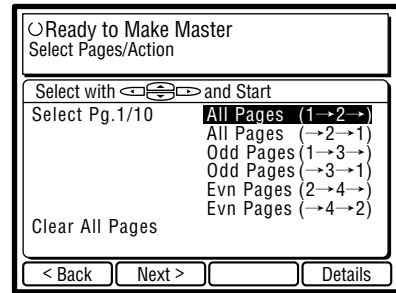 Ready to Make Master
Select Pages/Action
Select with and Start
Select Pg.1/10 All Pages (1→2→)
All Pages (→2→1)
Odd Pages (1→3→)
Odd Pages (→3→1)
Evn Pages (2→4→)
Evn Pages (→4→2)
Clear All Pages
< Back Next > Details